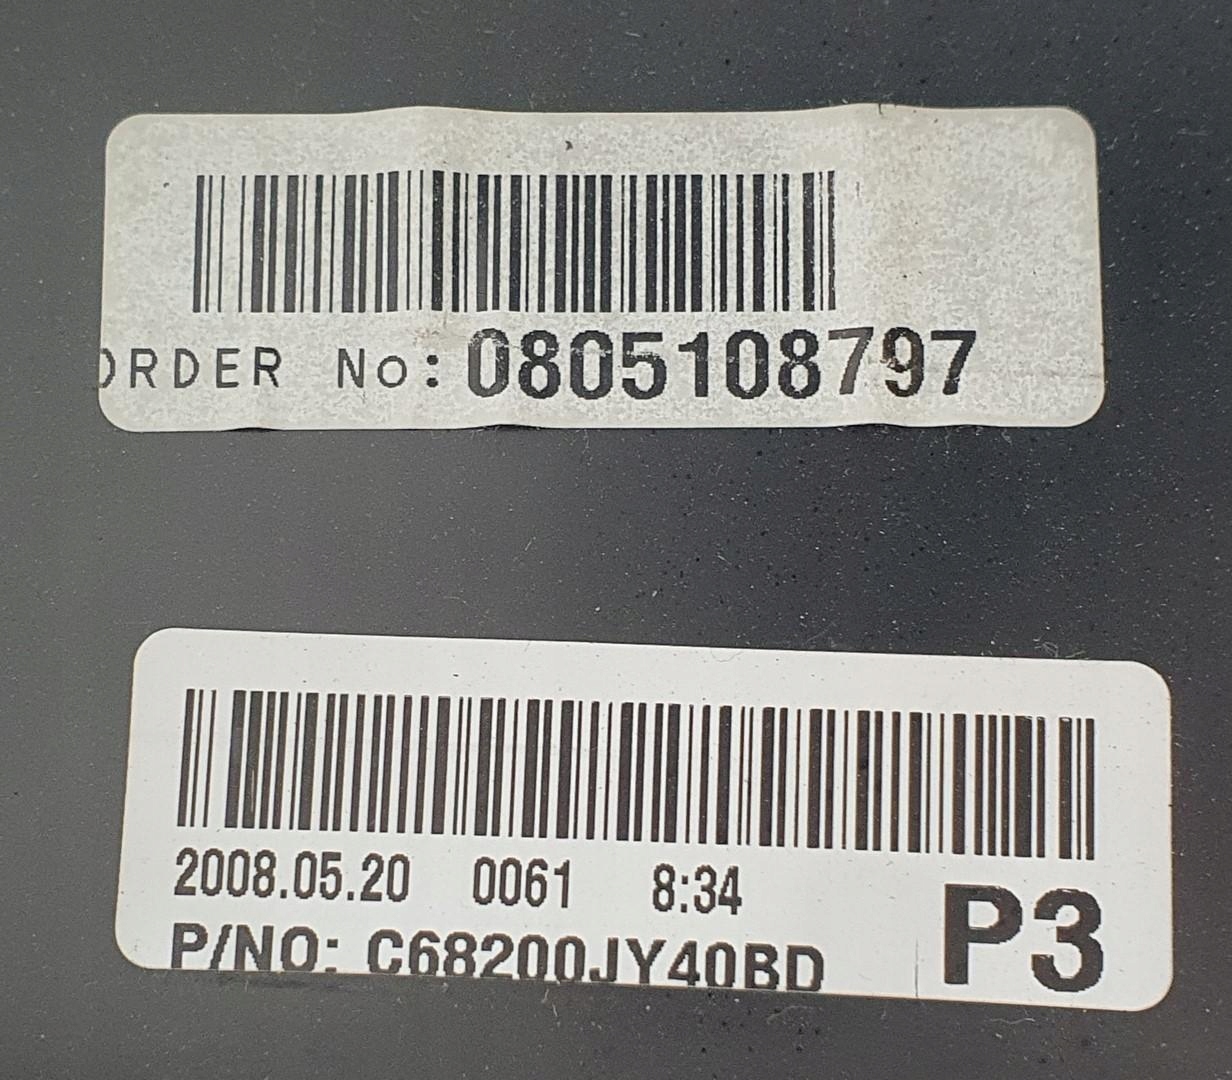 ORDER No: 0805108797
2008.05.20 0061 8:34
P/NO: C68200JY40BD P3